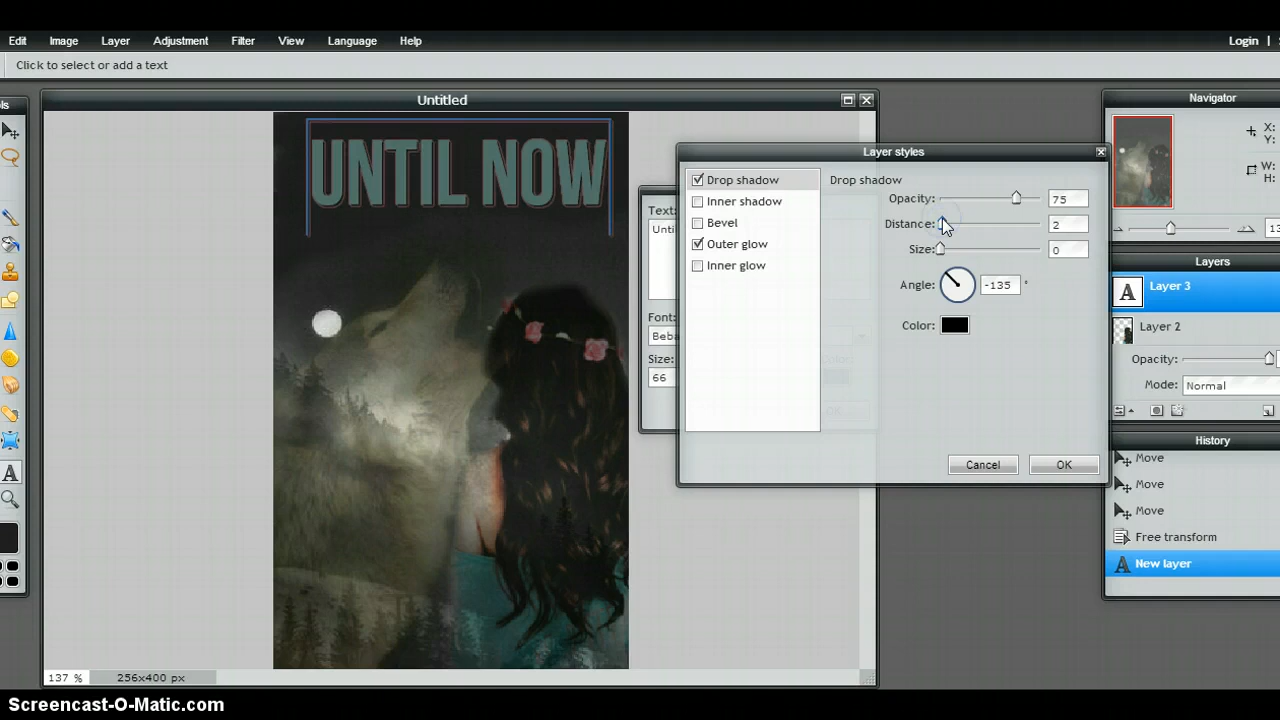 Edit Image Layer Adjustment Filter View Language Help Login |
Click to select or add a text
Untitled
UNTIL NOW
Text:
Font:
Size:
66
137 % 256x400 px
Layer styles
Drop shadow
Inner shadow
Bevel
Outer glow
Inner glow
Drop shadow
Opacity: 75
Distance: 2
Size: 0
Angle: -135 °
Color:
Cancel OK
Navigator
X:
Y:
W:
H:
Layers
A Layer 3
Layer 2
Opacity:
Mode: Normal
History
Move
Move
Move
Free transform
New layer
Screencast-O-Matic.com